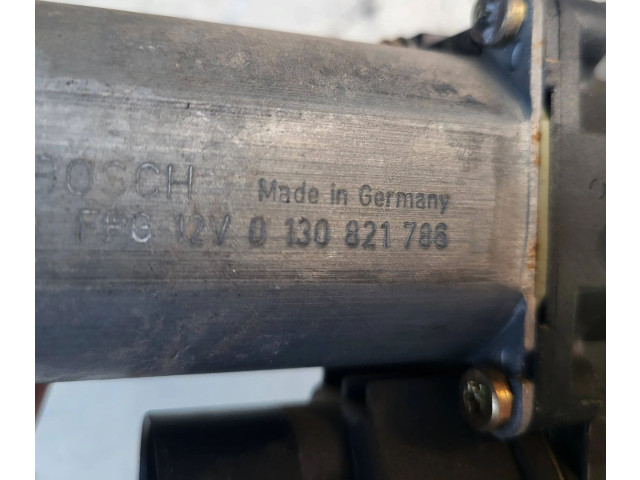 BOSCH Made in Germany
FPG 12V 0 130 821 786